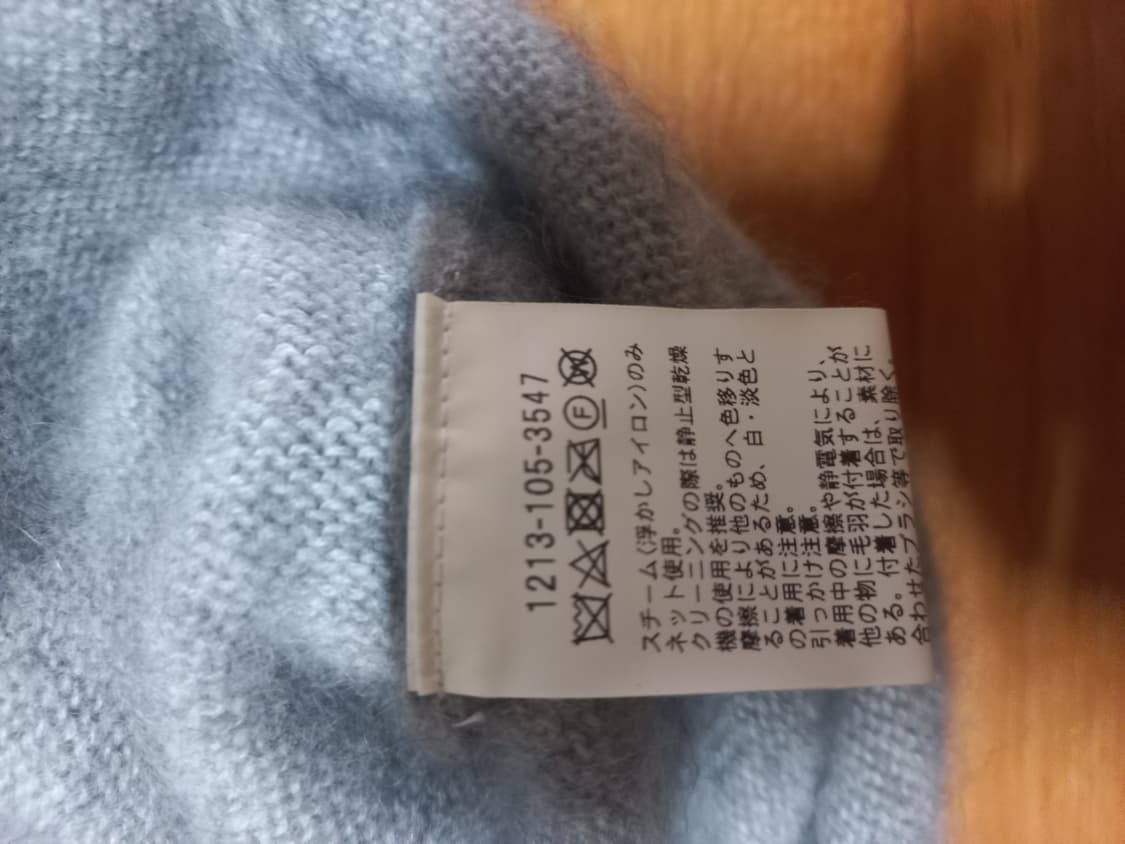 1213-105-3547
F W
スチーム(浮かしアイロン)のみ
ネット使用。
クリーニングの際は静止型乾燥
機の使用を推奨。
摩擦により他のものへ色移りす
ることがあるため、白・淡色と
の着用に注意。
引っかけ注意。
着用中の摩擦や静電気により、
他の物に毛羽が付着することが
ある。付着した場合は、素材に
合わせたブラシ等で取り除く。